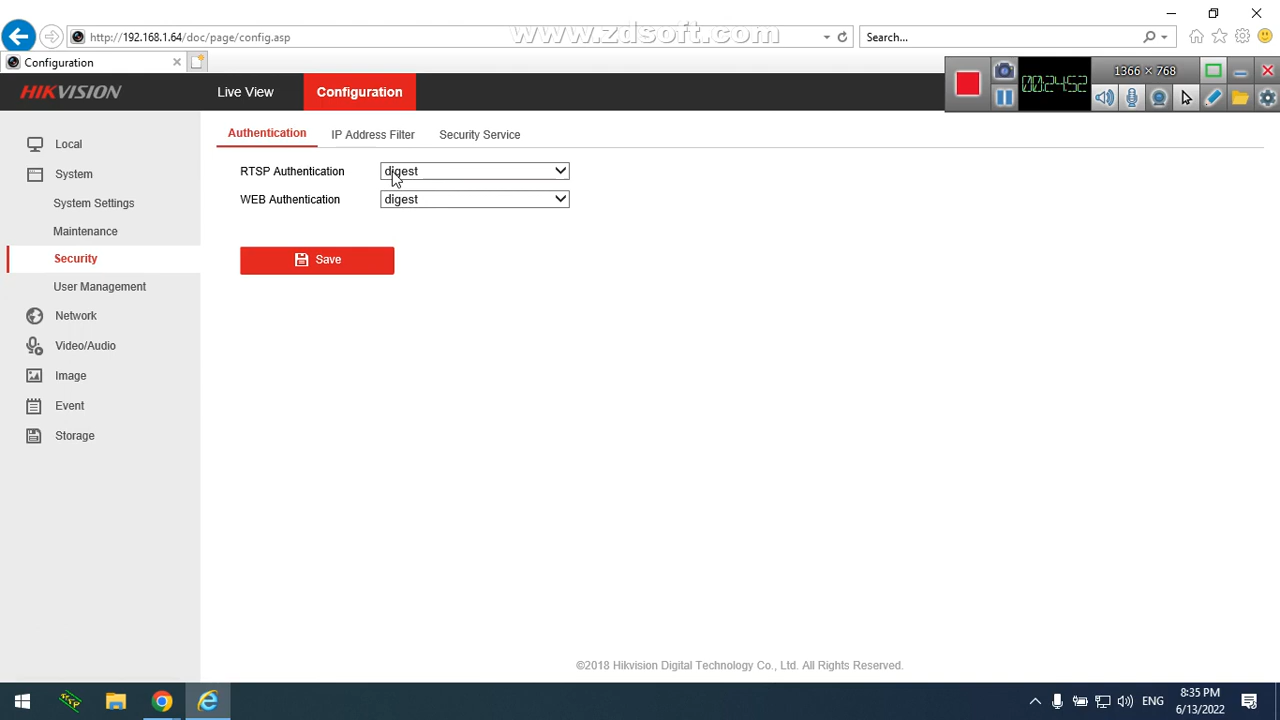 http://192.168.1.64/doc/page/config.asp
www.zdsoft.com
Search...
Configuration
1366 × 768
00:24:52
HIKVISION
Live View
Configuration
Authentication
IP Address Filter
Security Service
Local
System
System Settings
Maintenance
Security
User Management
Network
Video/Audio
Image
Event
Storage
RTSP Authentication
digest
WEB Authentication
digest
Save
©2018 Hikvision Digital Technology Co., Ltd. All Rights Reserved.
ENG
8:35 PM
6/13/2022